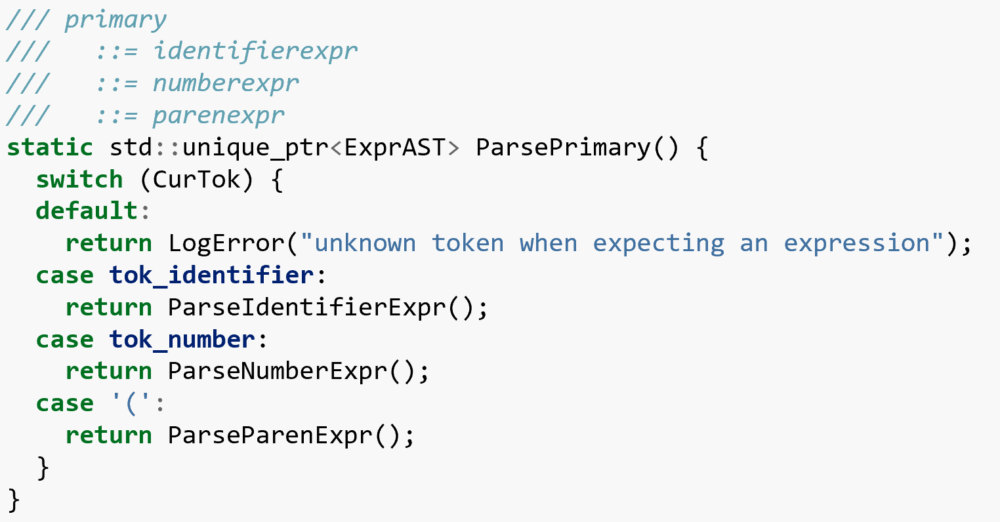 /// primary
///   ::= identifierexpr
///   ::= numberexpr
///   ::= parenexpr
static std::unique_ptr<ExprAST> ParsePrimary() {
  switch (CurTok) {
  default:
    return LogError("unknown token when expecting an expression");
  case tok_identifier:
    return ParseIdentifierExpr();
  case tok_number:
    return ParseNumberExpr();
  case '(':
    return ParseParenExpr();
  }
}